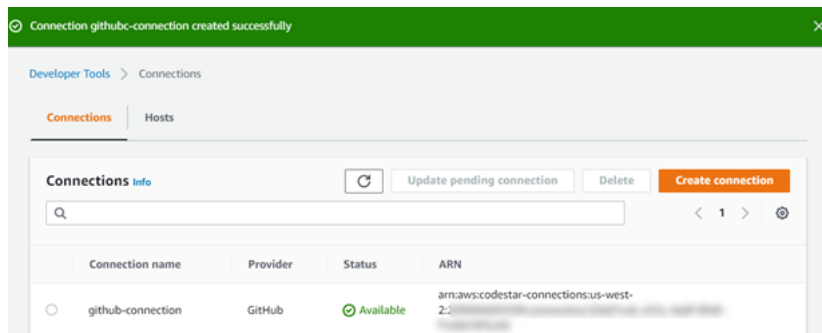 Connection githubc-connection created successfully
Developer Tools > Connections
Connections Hosts
Connections Info Update pending connection Delete Create connection
< 1 >
Connection name Provider Status ARN
github-connection GitHub Available arn:aws:codestar-connections:us-west-
2: